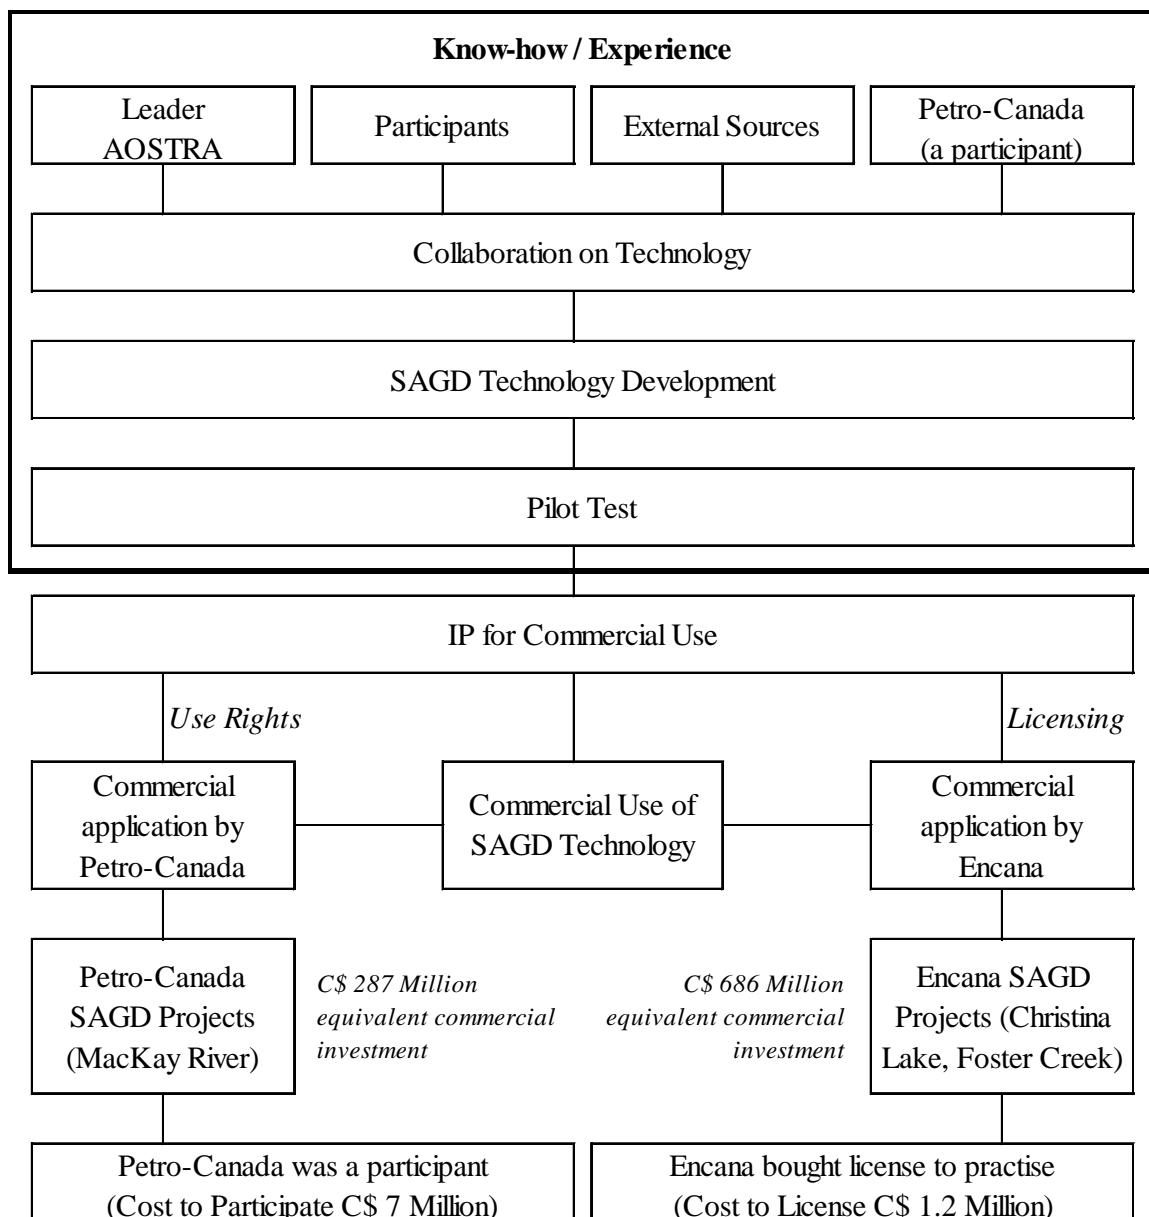 Know-how / Experience
Leader
AOSTRA
Participants
External Sources
Petro-Canada
(a participant)
Collaboration on Technology
SAGD Technology Development
Pilot Test
IP for Commercial Use
Use Rights
Licensing
Commercial
application by
Petro-Canada
Commercial Use of
SAGD Technology
Commercial
application by
Encana
Petro-Canada
SAGD Projects
(MacKay River)
C$ 287 Million
equivalent commercial
investment
C$ 686 Million
equivalent commercial
investment
Encana SAGD
Projects (Christina
Lake, Foster Creek)
Petro-Canada was a participant
(Cost to Participate C$ 7 Million)
Encana bought license to practise
(Cost to License C$ 1.2 Million)